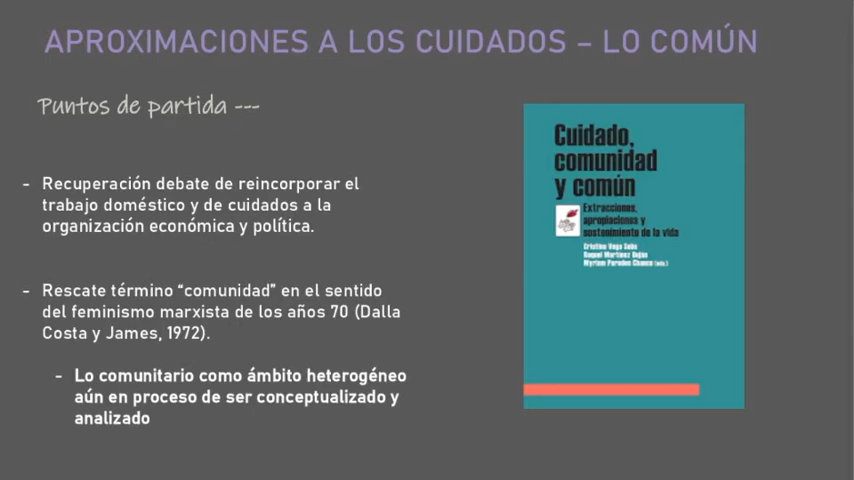 APROXIMACIONES A LOS CUIDADOS – LO COMÚN
Puntos de partida ---
- Recuperación debate de reincorporar el
trabajo doméstico y de cuidados a la
organización económica y política.
- Rescate término “comunidad” en el sentido
del feminismo marxista de los años 70 (Dalla
Costa y James, 1972).
- Lo comunitario como ámbito heterogéneo
aún en proceso de ser conceptualizado y
analizado
Cuidado,
comunidad
y común
Extracciones,
apropiaciones y
sostenimiento de la vida
Cristina Vega Solís
Raquel Martínez Buján
Myriam Paredes Chauca (eds.)